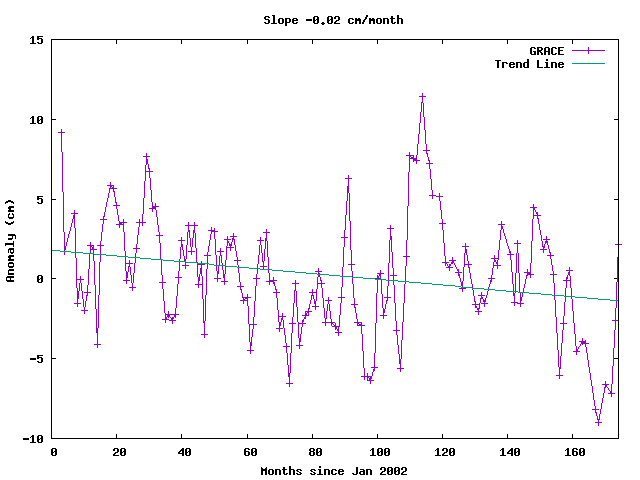 Slope -0.02 cm/month
GRACE
Trend Line
15
10
5
0
-5
-10
Anomaly (cm)
0 20 40 60 80 100 120 140 160
Months since Jan 2002